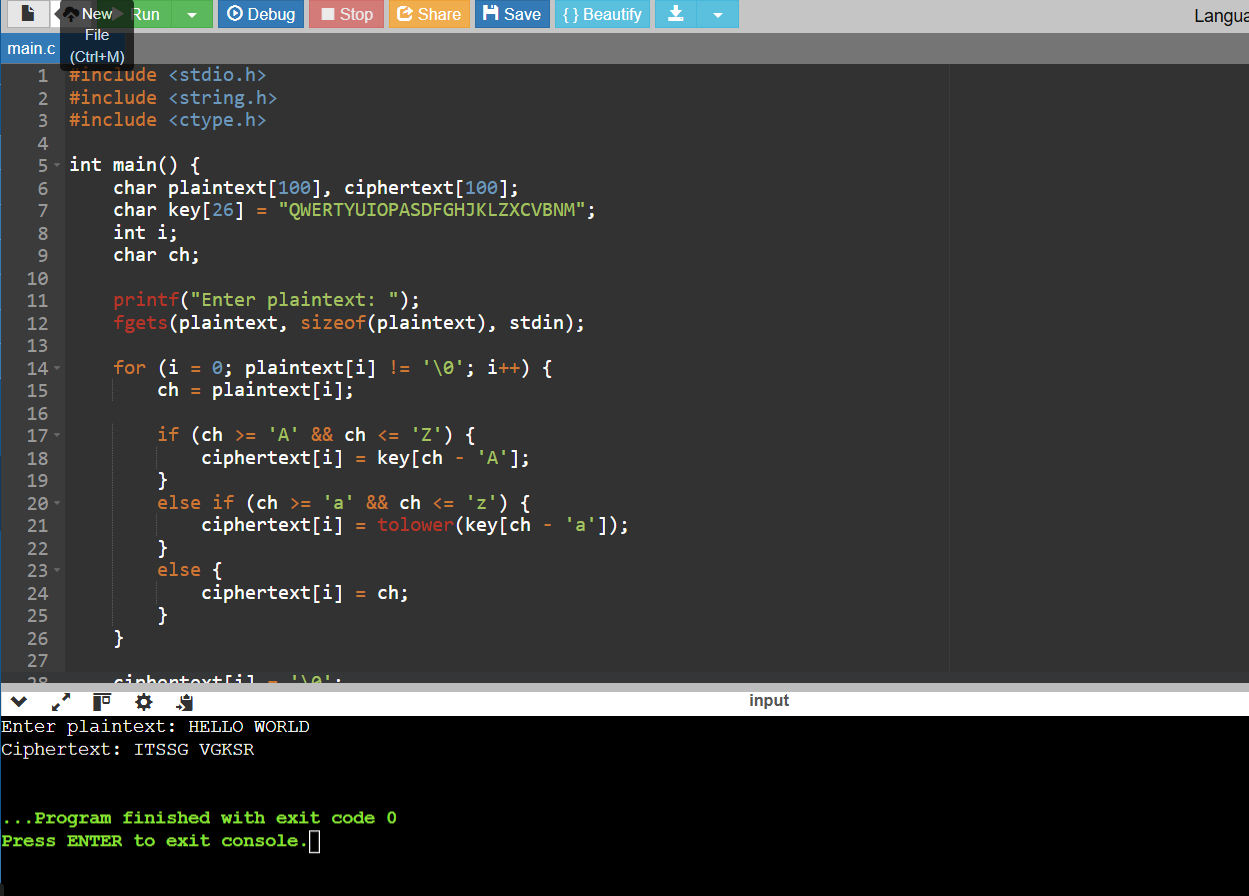 New Run Debug Stop Share Save { } Beautify Langua
File
(Ctrl+M)
main.c
1 #include <stdio.h>
2 #include <string.h>
3 #include <ctype.h>
4
5 int main() {
6 char plaintext[100], ciphertext[100];
7 char key[26] = "QWERTYUIOPASDFGHJKLZXCVBNM";
8 int i;
9 char ch;
10
11 printf("Enter plaintext: ");
12 fgets(plaintext, sizeof(plaintext), stdin);
13
14 for (i = 0; plaintext[i] != '\0'; i++) {
15 ch = plaintext[i];
16
17 if (ch >= 'A' && ch <= 'Z') {
18 ciphertext[i] = key[ch - 'A'];
19 }
20 else if (ch >= 'a' && ch <= 'z') {
21 ciphertext[i] = tolower(key[ch - 'a']);
22 }
23 else {
24 ciphertext[i] = ch;
25 }
26 }
27
28 ciphertext[i] = '\0';
input
Enter plaintext: HELLO WORLD
Ciphertext: ITSSG VGKSR
...Program finished with exit code 0
Press ENTER to exit console.